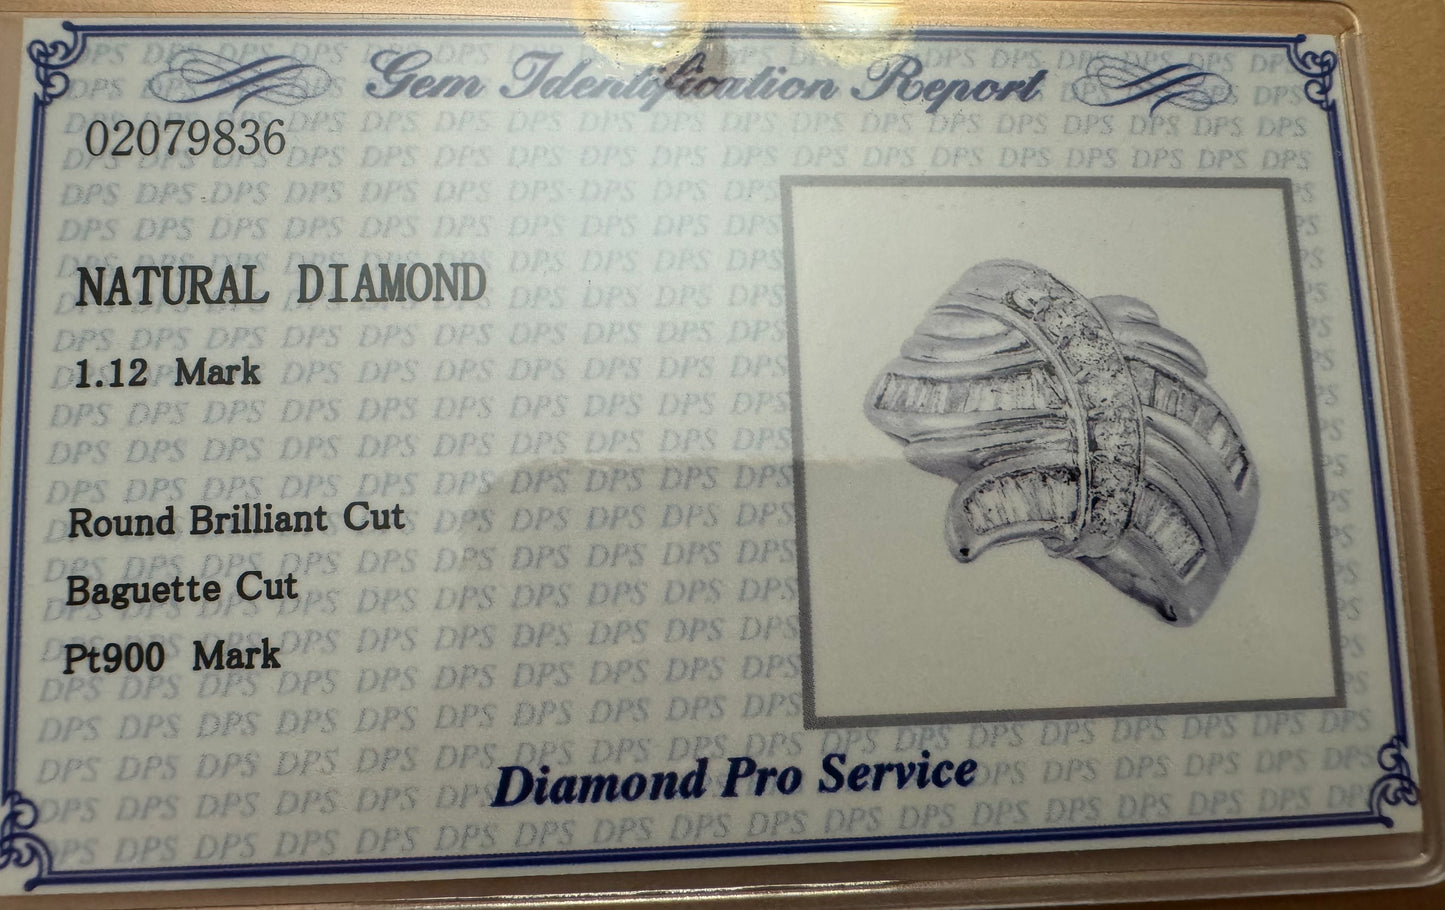 Gem Identification Report
02079836
NATURAL DIAMOND
1.12 Mark
Round Brilliant Cut
Baguette Cut
Pt900 Mark
Diamond Pro Service
DPS